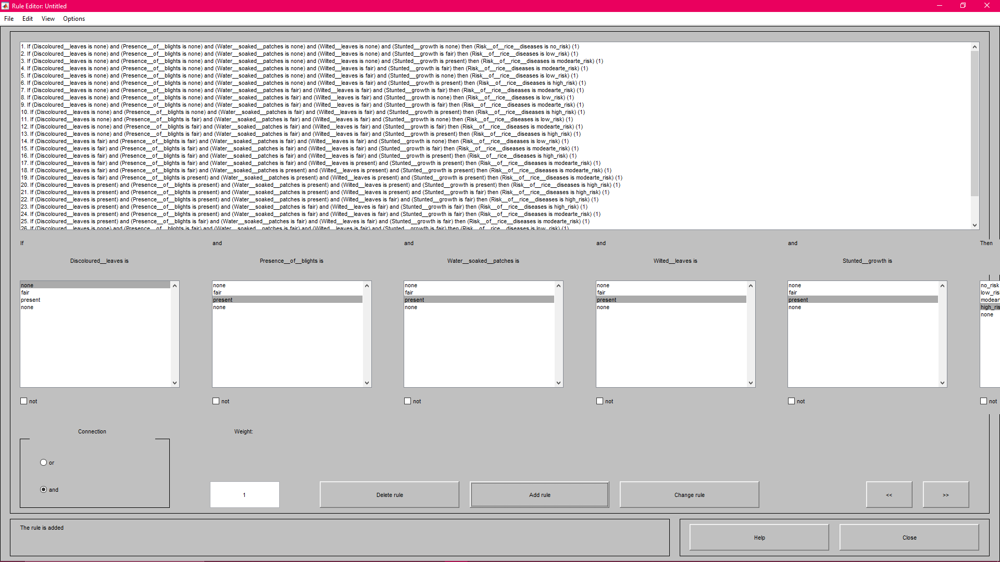 Rule Editor: Untitled
File Edit View Options
1. If (Discoloured__leaves is none) and (Presence__of__blights is none) and (Water__soaked__patches is none) and (Wilted__leaves is none) and (Stunted__growth is none) then (Risk__of__rice__diseases is no_risk) (1)
2. If (Discoloured__leaves is none) and (Presence__of__blights is none) and (Water__soaked__patches is none) and (Wilted__leaves is none) and (Stunted__growth is fair) then (Risk__of__rice__diseases is low_risk) (1)
3. If (Discoloured__leaves is none) and (Presence__of__blights is none) and (Water__soaked__patches is none) and (Wilted__leaves is none) and (Stunted__growth is present) then (Risk__of__rice__diseases is modearte_risk) (1)
4. If (Discoloured__leaves is none) and (Presence__of__blights is none) and (Water__soaked__patches is none) and (Wilted__leaves is fair) and (Stunted__growth is fair) then (Risk__of__rice__diseases is modearte_risk) (1)
5. If (Discoloured__leaves is none) and (Presence__of__blights is none) and (Water__soaked__patches is none) and (Wilted__leaves is fair) and (Stunted__growth is none) then (Risk__of__rice__diseases is low_risk) (1)
6. If (Discoloured__leaves is none) and (Presence__of__blights is none) and (Water__soaked__patches is none) and (Wilted__leaves is fair) and (Stunted__growth is present) then (Risk__of__rice__diseases is high_risk) (1)
7. If (Discoloured__leaves is none) and (Presence__of__blights is none) and (Water__soaked__patches is fair) and (Wilted__leaves is fair) and (Stunted__growth is fair) then (Risk__of__rice__diseases is modearte_risk) (1)
8. If (Discoloured__leaves is none) and (Presence__of__blights is none) and (Water__soaked__patches is fair) and (Wilted__leaves is fair) and (Stunted__growth is none) then (Risk__of__rice__diseases is low_risk) (1)
9. If (Discoloured__leaves is none) and (Presence__of__blights is none) and (Water__soaked__patches is fair) and (Wilted__leaves is fair) and (Stunted__growth is fair) then (Risk__of__rice__diseases is modearte_risk) (1)
10. If (Discoloured__leaves is none) and (Presence__of__blights is none) and (Water__soaked__patches is fair) and (Wilted__leaves is fair) and (Stunted__growth is present) then (Risk__of__rice__diseases is high_risk) (1)
11. If (Discoloured__leaves is none) and (Presence__of__blights is fair) and (Water__soaked__patches is fair) and (Wilted__leaves is fair) and (Stunted__growth is none) then (Risk__of__rice__diseases is low_risk) (1)
12. If (Discoloured__leaves is none) and (Presence__of__blights is fair) and (Water__soaked__patches is fair) and (Wilted__leaves is fair) and (Stunted__growth is fair) then (Risk__of__rice__diseases is modearte_risk) (1)
13. If (Discoloured__leaves is none) and (Presence__of__blights is fair) and (Water__soaked__patches is fair) and (Wilted__leaves is fair) and (Stunted__growth is present) then (Risk__of__rice__diseases is high_risk) (1)
14. If (Discoloured__leaves is fair) and (Presence__of__blights is fair) and (Water__soaked__patches is fair) and (Wilted__leaves is fair) and (Stunted__growth is none) then (Risk__of__rice__diseases is low_risk) (1)
15. If (Discoloured__leaves is fair) and (Presence__of__blights is fair) and (Water__soaked__patches is fair) and (Wilted__leaves is fair) and (Stunted__growth is fair) then (Risk__of__rice__diseases is modearte_risk) (1)
16. If (Discoloured__leaves is fair) and (Presence__of__blights is fair) and (Water__soaked__patches is fair) and (Wilted__leaves is fair) and (Stunted__growth is present) then (Risk__of__rice__diseases is high_risk) (1)
17. If (Discoloured__leaves is fair) and (Presence__of__blights is fair) and (Water__soaked__patches is fair) and (Wilted__leaves is present) and (Stunted__growth is present) then (Risk__of__rice__diseases is modearte_risk) (1)
18. If (Discoloured__leaves is fair) and (Presence__of__blights is fair) and (Water__soaked__patches is present) and (Wilted__leaves is present) and (Stunted__growth is present) then (Risk__of__rice__diseases is modearte_risk) (1)
19. If (Discoloured__leaves is fair) and (Presence__of__blights is present) and (Water__soaked__patches is present) and (Wilted__leaves is present) and (Stunted__growth is present) then (Risk__of__rice__diseases is modearte_risk) (1)
20. If (Discoloured__leaves is present) and (Presence__of__blights is present) and (Water__soaked__patches is present) and (Wilted__leaves is present) and (Stunted__growth is present) then (Risk__of__rice__diseases is high_risk) (1)
21. If (Discoloured__leaves is present) and (Presence__of__blights is present) and (Water__soaked__patches is present) and (Wilted__leaves is present) and (Stunted__growth is fair) then (Risk__of__rice__diseases is high_risk) (1)
22. If (Discoloured__leaves is present) and (Presence__of__blights is present) and (Water__soaked__patches is present) and (Wilted__leaves is fair) and (Stunted__growth is fair) then (Risk__of__rice__diseases is high_risk) (1)
23. If (Discoloured__leaves is present) and (Presence__of__blights is present) and (Water__soaked__patches is fair) and (Wilted__leaves is fair) and (Stunted__growth is fair) then (Risk__of__rice__diseases is high_risk) (1)
24. If (Discoloured__leaves is present) and (Presence__of__blights is present) and (Water__soaked__patches is fair) and (Wilted__leaves is fair) and (Stunted__growth is fair) then (Risk__of__rice__diseases is modearte_risk) (1)
25. If (Discoloured__leaves is present) and (Presence__of__blights is fair) and (Water__soaked__patches is fair) and (Wilted__leaves is fair) and (Stunted__growth is fair) then (Risk__of__rice__diseases is modearte_risk) (1)
26. If (Discoloured__leaves is none) and (Presence__of__blights is fair) and (Water__soaked__patches is fair) and (Wilted__leaves is fair) and (Stunted__growth is fair) then (Risk__of__rice__diseases is low_risk) (1)
If and and and and Then
Discoloured__leaves is Presence__of__blights is Water__soaked__patches is Wilted__leaves is Stunted__growth is
none none none none none no_risk
fair fair fair fair fair low_ris
present present present present present modear
none none none none none high_ris
none
not not not not not not
Connection Weight:
or
and
1 Delete rule Add rule Change rule << >>
The rule is added
Help Close